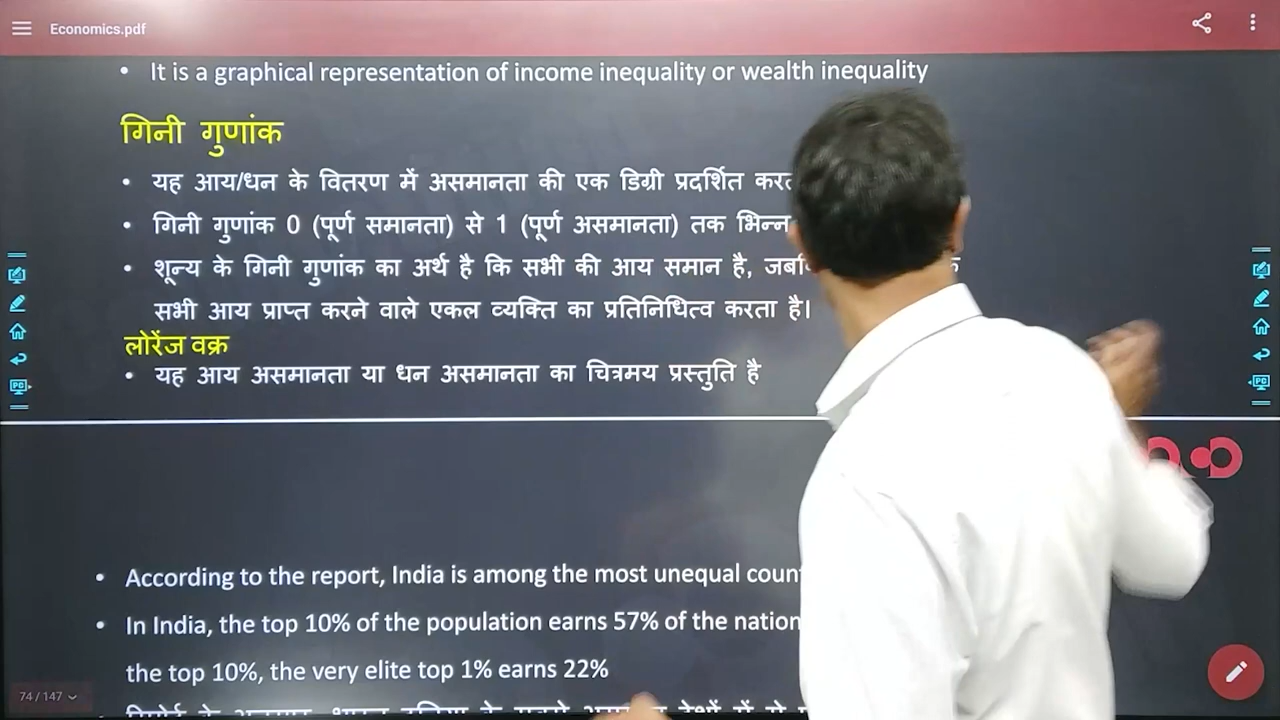 Economics.pdf
• It is a graphical representation of income inequality or wealth inequality
गिनी गुणांक
• यह आय/धन के वितरण में असमानता की एक डिग्री प्रदर्शित
• गिनी गुणांक 0 (पूर्ण समानता) से 1 (पूर्ण असमानता) तक भिन्न
• शून्य के गिनी गुणांक का अर्थ है कि सभी की आय समान है,
सभी आय प्राप्त करने वाले एकल व्यक्ति का प्रतिनिधित्व करता है।
लोरेंज वक्र
• यह आय असमानता या धन असमानता का चित्रमय प्रस्तुति है
• According to the report, India is among the most unequal
• In India, the top 10% of the population earns 57% of the
the top 10%, the very elite top 1% earns 22%
74 / 147